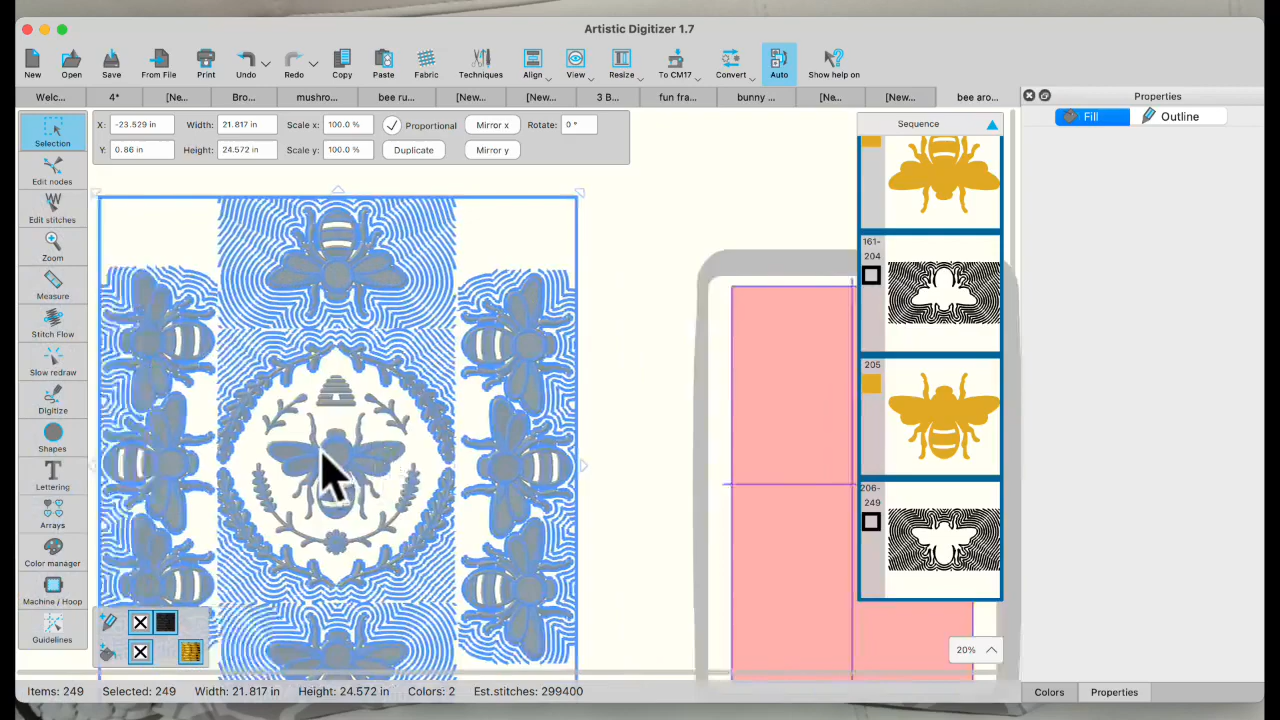 Artistic Digitizer 1.7
New Open Save From File Print Undo Redo Copy Paste Fabric Techniques Align View Resize To CM17 Convert Auto Show help on
Welc... 4* [Ne... Bro... mushro... bee ru... [New... [New... 3 B... fun fra... bunny ... [Ne... [New... bee aro...
Properties
Fill Outline
X: -23.529 in Width: 21.817 in Scale x: 100.0 % Proportional Mirror x Rotate: 0 °
Y: 0.86 in Height: 24.572 in Scale y: 100.0 % Duplicate Mirror y
Sequence
Selection
Edit nodes
Edit stitches
Zoom
Measure
Stitch Flow
Slow redraw
Digitize
Shapes
Lettering
Arrays
Color manager
Machine / Hoop
Guidelines
161-
204
205
206-
249
20%
Items: 249 Selected: 249 Width: 21.817 in Height: 24.572 in Colors: 2 Est.stitches: 299400
Colors Properties